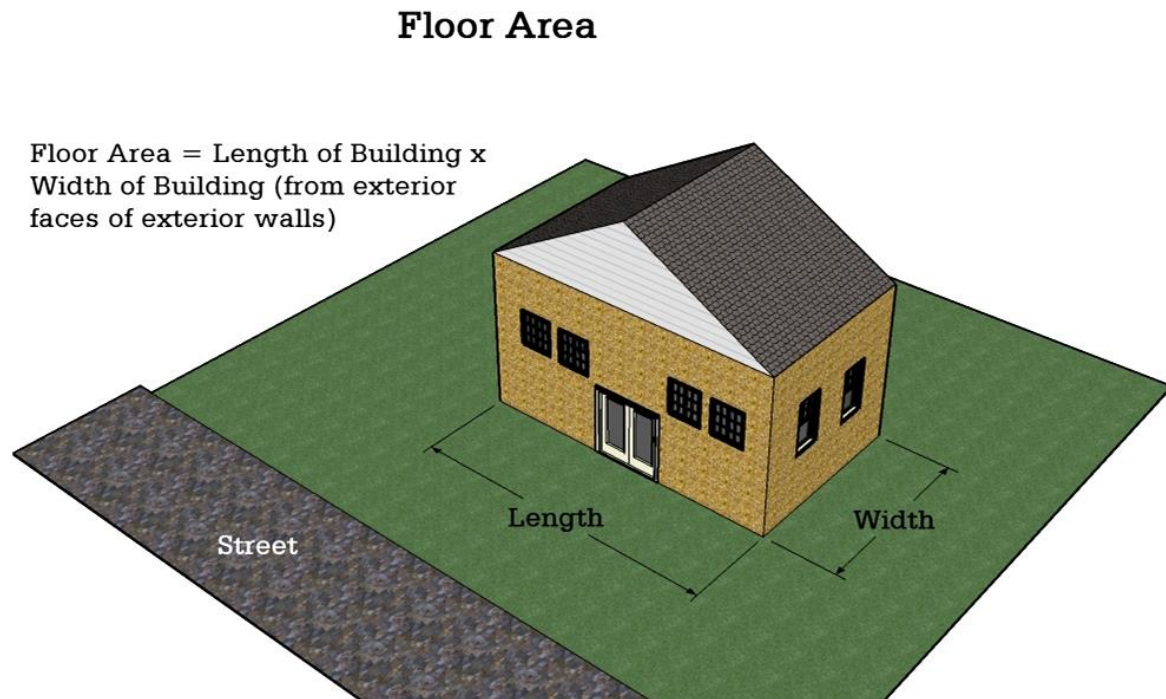 Floor Area
Floor Area = Length of Building x
Width of Building (from exterior
faces of exterior walls)
Length
Width
Street